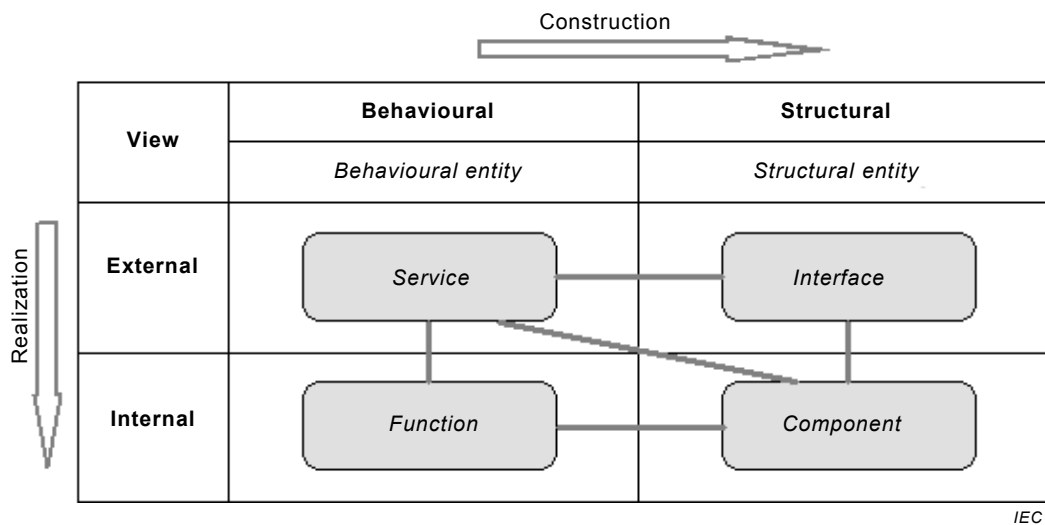 Construction
View
Behavioural
Structural
Behavioural entity
Structural entity
Realization
External
Service
Interface
Internal
Function
Component
IEC